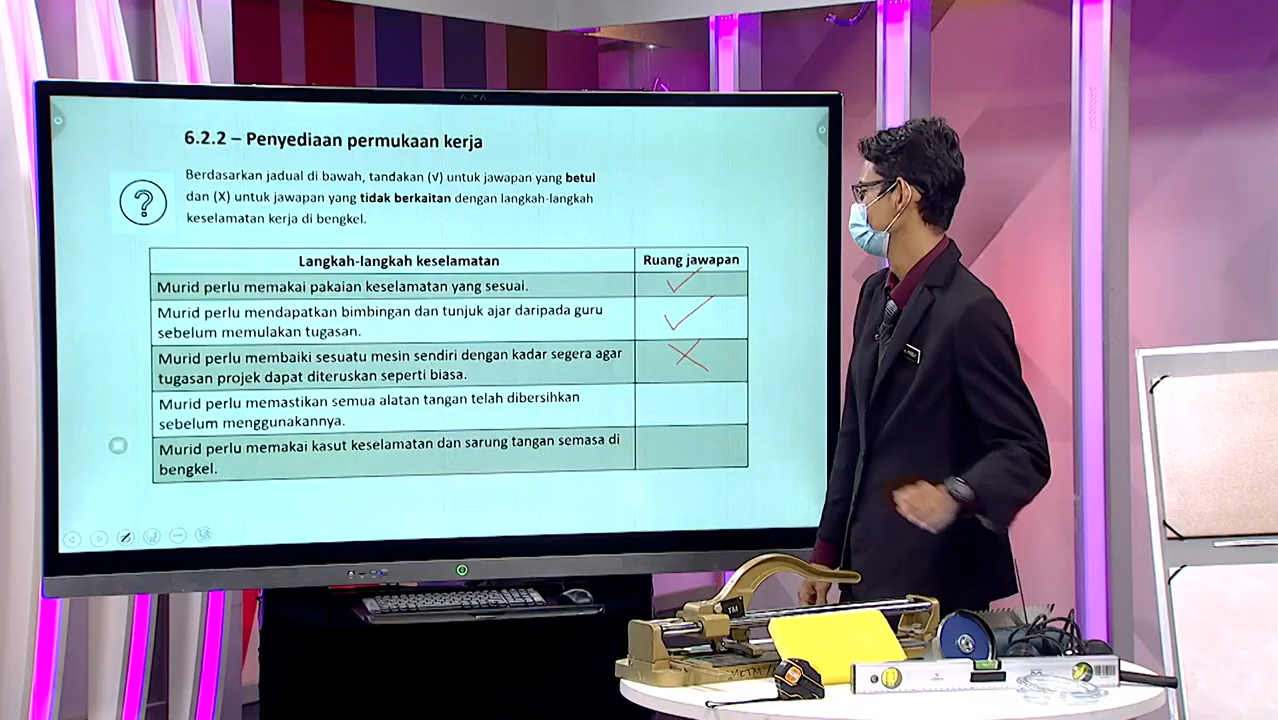 6.2.2 – Penyediaan permukaan kerja
Berdasarkan jadual di bawah, tandakan (√) untuk jawapan yang betul
dan (X) untuk jawapan yang tidak berkaitan dengan langkah-langkah
keselamatan kerja di bengkel.
?
Langkah-langkah keselamatan
Ruang jawapan
Murid perlu memakai pakaian keselamatan yang sesuai.
Murid perlu mendapatkan bimbingan dan tunjuk ajar daripada guru
sebelum memulakan tugasan.
Murid perlu membaiki sesuatu mesin sendiri dengan kadar segera agar
tugasan projek dapat diteruskan seperti biasa.
Murid perlu memastikan semua alatan tangan telah dibersihkan
sebelum menggunakannya.
Murid perlu memakai kasut keselamatan dan sarung tangan semasa di
bengkel.
TM